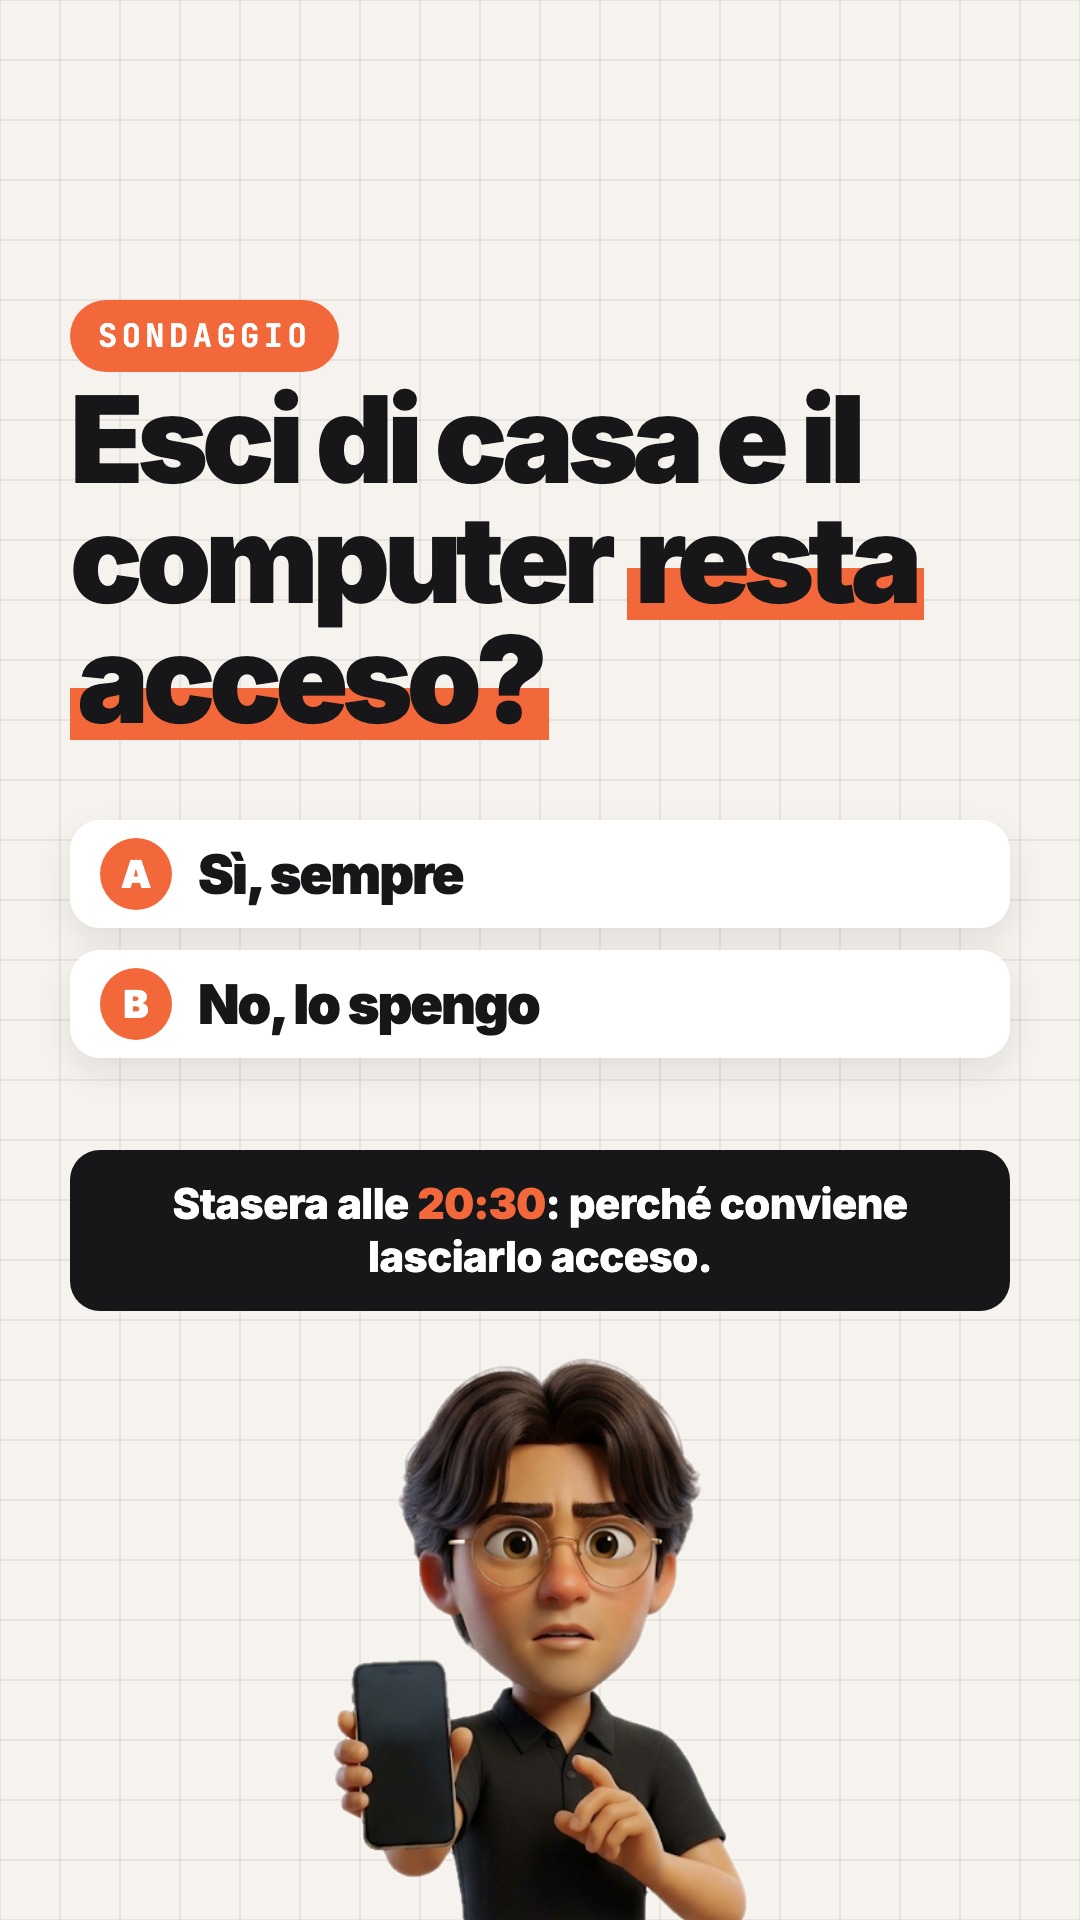 SONDAGGIO
Esci di casa e il
computer resta
acceso?
A Sì, sempre
B No, lo spengo
Stasera alle 20:30: perché conviene
lasciarlo acceso.